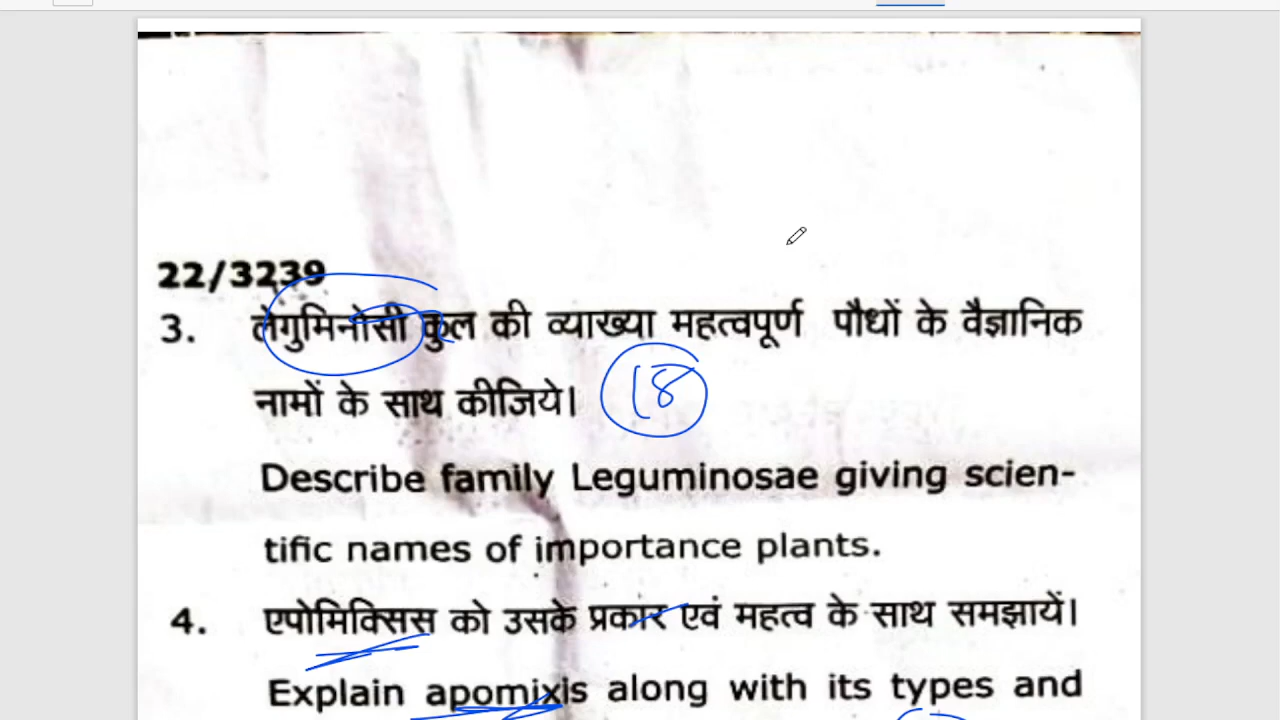 22/3239
3. लेगुमिनोसी कुल की व्याख्या महत्वपूर्ण पौधों के वैज्ञानिक
नामों के साथ कीजिये। 18
Describe family Leguminosae giving scien-
tific names of importance plants.
4. एपोमिक्सिस को उसके प्रकार एवं महत्व के साथ समझायें।
Explain apomixis along with its types and